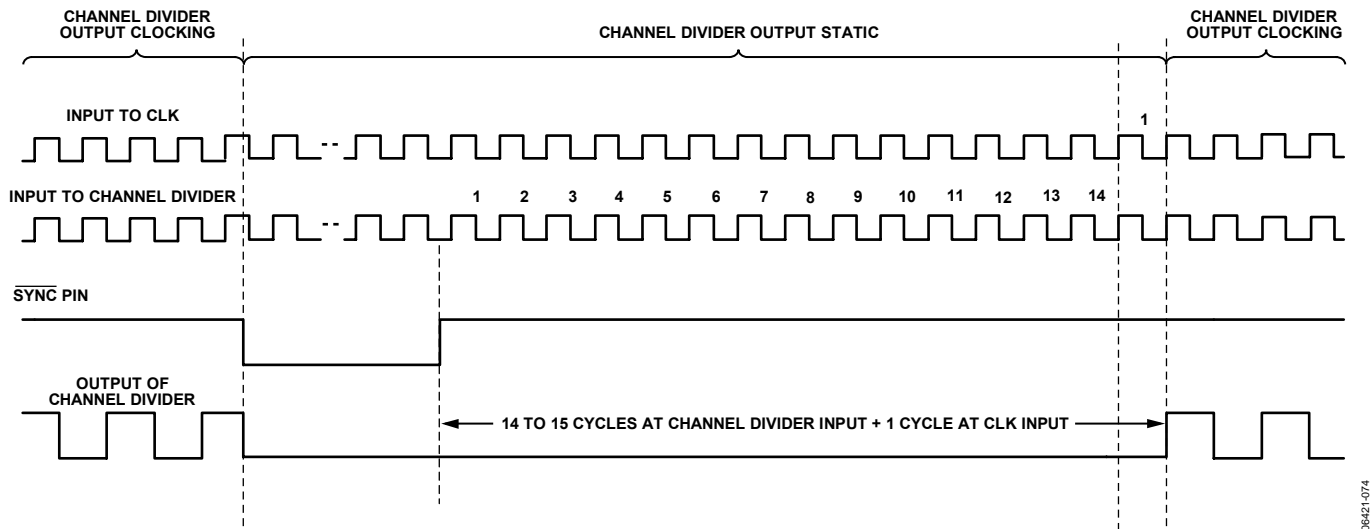 CHANNEL DIVIDER
OUTPUT CLOCKING
CHANNEL DIVIDER OUTPUT STATIC
CHANNEL DIVIDER
OUTPUT CLOCKING
INPUT TO CLK
1
INPUT TO CHANNEL DIVIDER
1 2 3 4 5 6 7 8 9 10 11 12 13 14
SYNC PIN
OUTPUT OF
CHANNEL DIVIDER
14 TO 15 CYCLES AT CHANNEL DIVIDER INPUT + 1 CYCLE AT CLK INPUT
06421-074